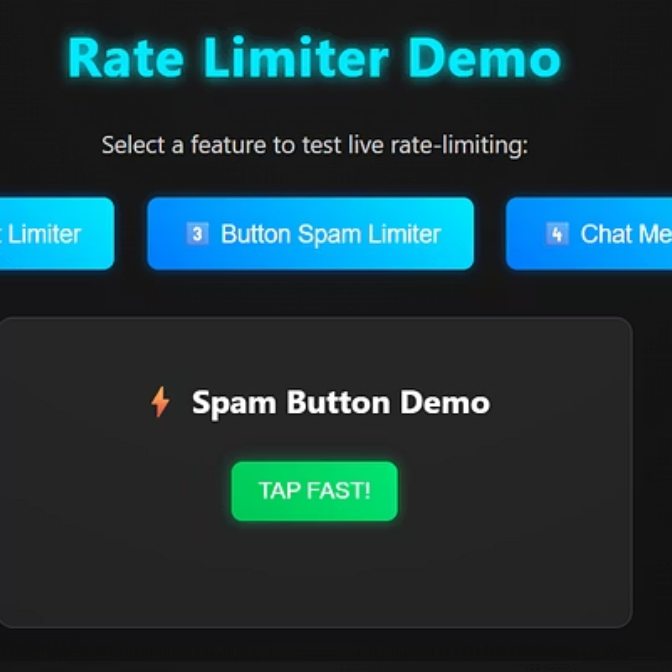 Rate Limiter Demo
Select a feature to test live rate-limiting:
Limiter
3 Button Spam Limiter
4 Chat Me
Spam Button Demo
TAP FAST!